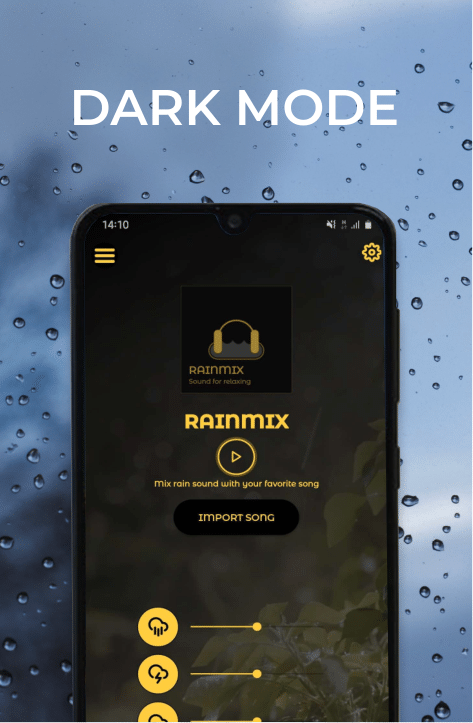 DARK MODE
14:10
RAINMIX
Sound for relaxing
RAINMIX
Mix rain sound with your favorite song
IMPORT SONG